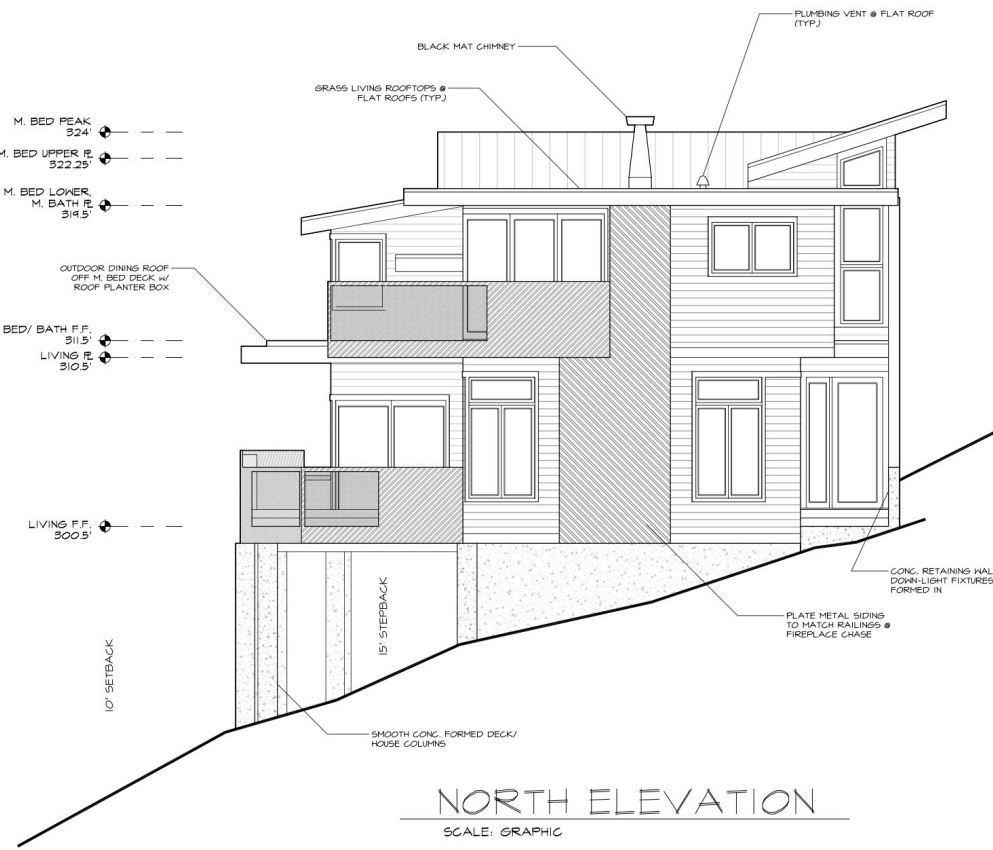 PLUMBING VENT @ FLAT ROOF
(TYP.)
BLACK MAT CHIMNEY
GRASS LIVING ROOFTOPS @
FLAT ROOFS (TYP.)
M. BED PEAK
324'
M. BED UPPER PL
322.25'
M. BED LOWER,
M. BATH PL
319.5'
OUTDOOR DINING ROOF
OFF M. BED DECK W/
ROOF PLANTER BOX
BED/ BATH F.F.
311.5'
LIVING PL
310.5'
LIVING F.F.
300.5'
CONC. RETAINING WAL
DOWN-LIGHT FIXTURES
FORMED IN
15' STEPBACK
PLATE METAL SIDING
TO MATCH RAILINGS @
FIREPLACE CHASE
10' SETBACK
SMOOTH CONC. FORMED DECK/
HOUSE COLUMNS
NORTH ELEVATION
SCALE: GRAPHIC